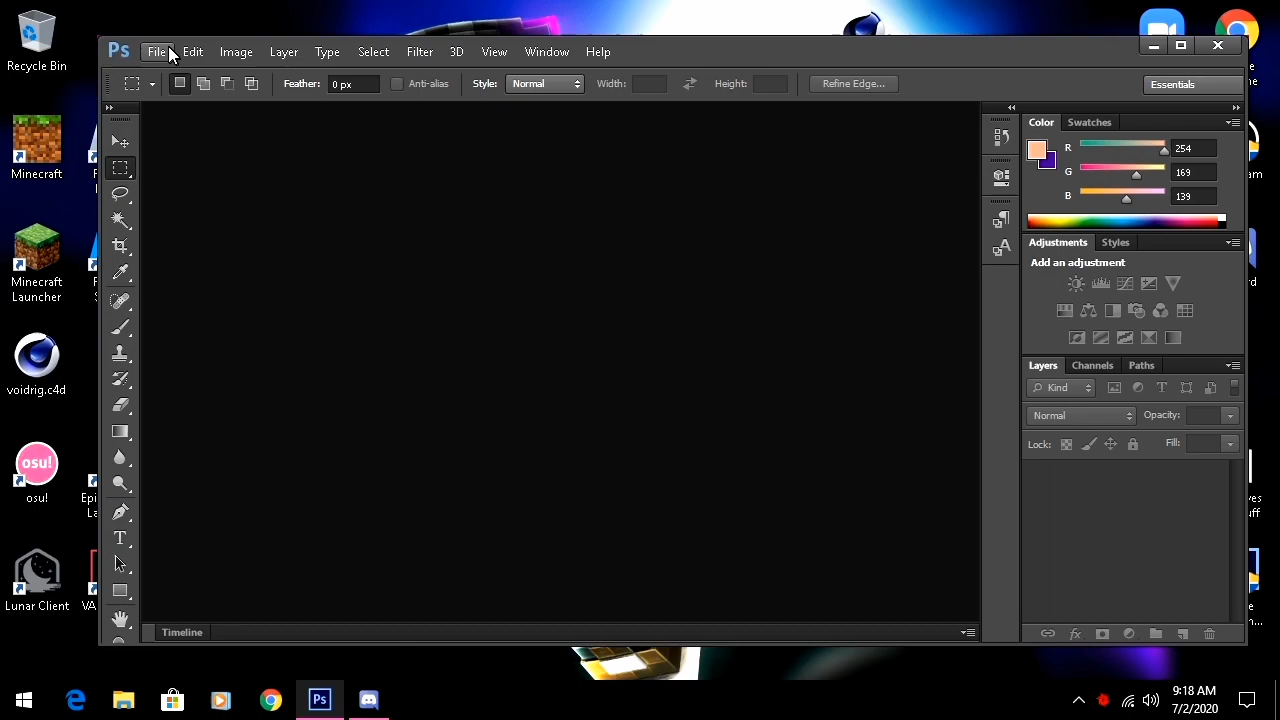 Recycle Bin
Minecraft
Minecraft
Launcher
voidrig.c4d
osu!
osu!
Lunar Client
Ps File Edit Image Layer Type Select Filter 3D View Window Help
Feather: 0 px Anti-alias Style: Normal Width: Height: Refine Edge... Essentials
Color Swatches
R 254
G 169
B 139
Adjustments Styles
Add an adjustment
Layers Channels Paths
Kind
Normal Opacity:
Lock: Fill:
Timeline
Ps
9:18 AM
7/2/2020